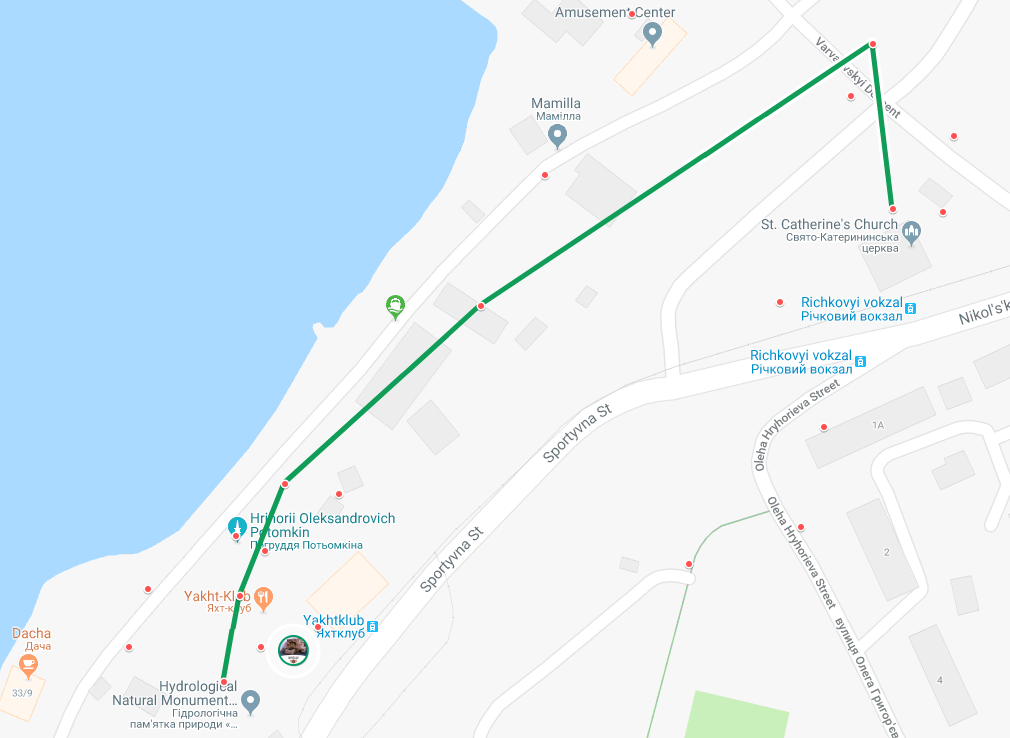 Amusement Center
Varvarivskyi Descent
Mamilla
Мамілла
St. Catherine's Church
Свято-Катерининська
церква
Richkovyi vokzal
Річковий вокзал
Nikol's'k
Richkovyi vokzal
Річковий вокзал
Oleha Hryhorieva Street
1A
Sportyvna St
Oleha Hryhorieva Street
вулиця Олега Григор'єв
2
4
Hrihorii Oleksandrovich
Potomkin
Погруддя Потьомкіна
Sportyvna St
Yakht-Klub
Яхт-клуб
Yakhtklub
Яхтклуб
Dacha
Дача
33/9
Hydrological
Natural Monument...
Гідрологічна
пам'ятка природи «...